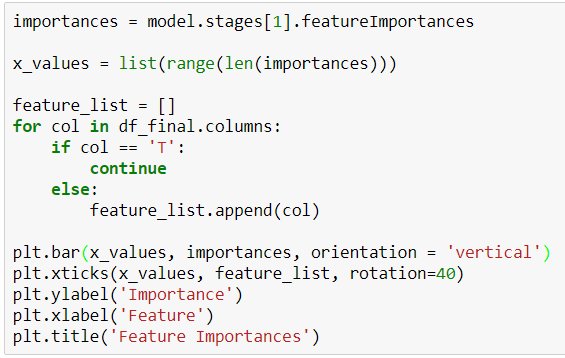 importances = model.stages[1].featureImportances

x_values = list(range(len(importances)))

feature_list = []
for col in df_final.columns:
    if col == 'T':
        continue
    else:
        feature_list.append(col)

plt.bar(x_values, importances, orientation = 'vertical')
plt.xticks(x_values, feature_list, rotation=40)
plt.ylabel('Importance')
plt.xlabel('Feature')
plt.title('Feature Importances')